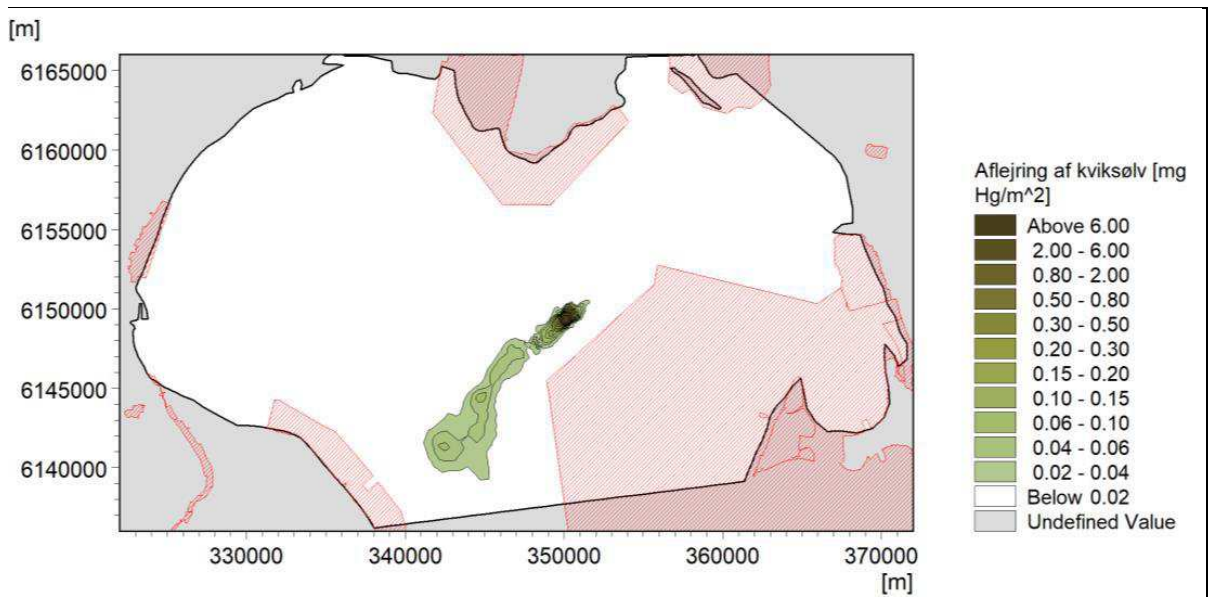 [m]
6165000
6160000
6155000
6150000
6145000
6140000
330000 340000 350000 360000 370000
[m]
Aflejring af kviksølv [mg
Hg/m^2]
Above 6.00
2.00 - 6.00
0.80 - 2.00
0.50 - 0.80
0.30 - 0.50
0.20 - 0.30
0.15 - 0.20
0.10 - 0.15
0.06 - 0.10
0.04 - 0.06
0.02 - 0.04
Below 0.02
Undefined Value